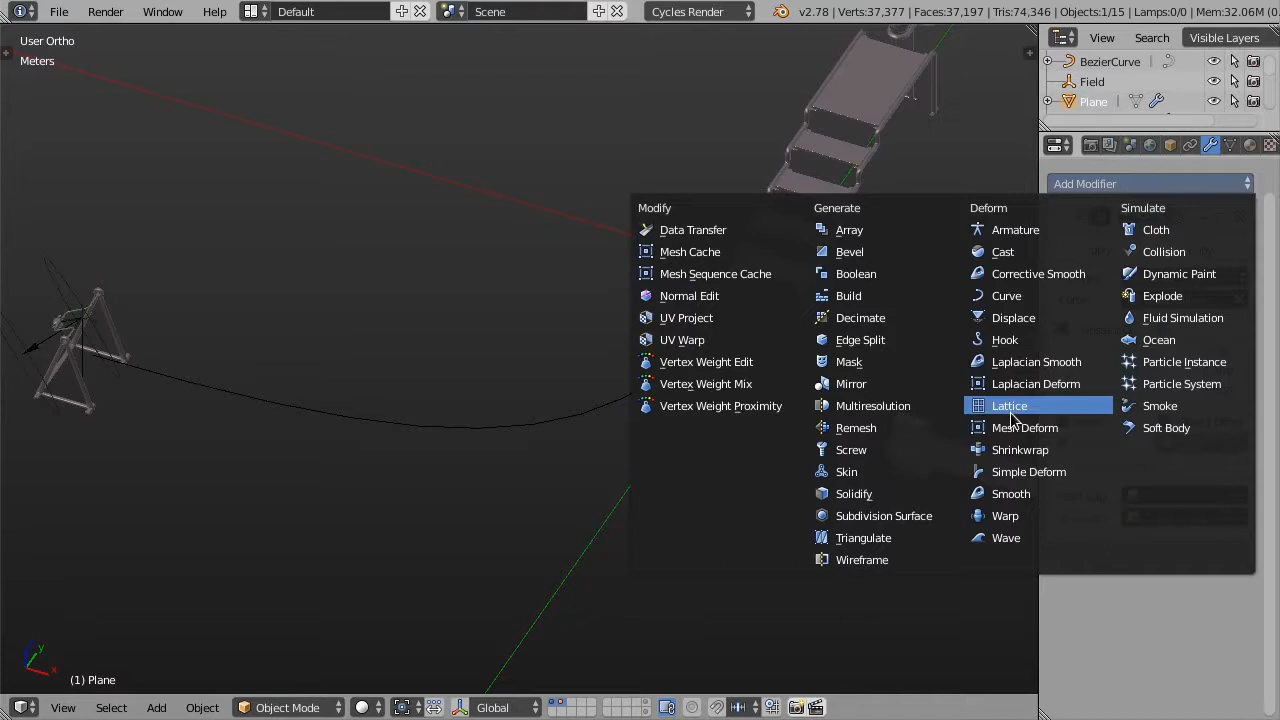 File Render Window Help Default Scene Cycles Render v2.78 | Verts:37,377 | Faces:37,197 | Tris:74,346 | Objects:1/15 | Lamps:0/0 | Mem:32.06M (0
User Ortho
Meters
View Search Visible Layers
BezierCurve
Field
Plane
Add Modifier
Modify
Data Transfer
Mesh Cache
Mesh Sequence Cache
Normal Edit
UV Project
UV Warp
Vertex Weight Edit
Vertex Weight Mix
Vertex Weight Proximity
Generate
Array
Bevel
Boolean
Build
Decimate
Edge Split
Mask
Mirror
Multiresolution
Remesh
Screw
Skin
Solidify
Subdivision Surface
Triangulate
Wireframe
Deform
Armature
Cast
Corrective Smooth
Curve
Displace
Hook
Laplacian Smooth
Laplacian Deform
Lattice
Mesh Deform
Shrinkwrap
Simple Deform
Smooth
Warp
Wave
Simulate
Cloth
Collision
Dynamic Paint
Explode
Fluid Simulation
Ocean
Particle Instance
Particle System
Smoke
Soft Body
y
x
(1) Plane
View Select Add Object Object Mode Global